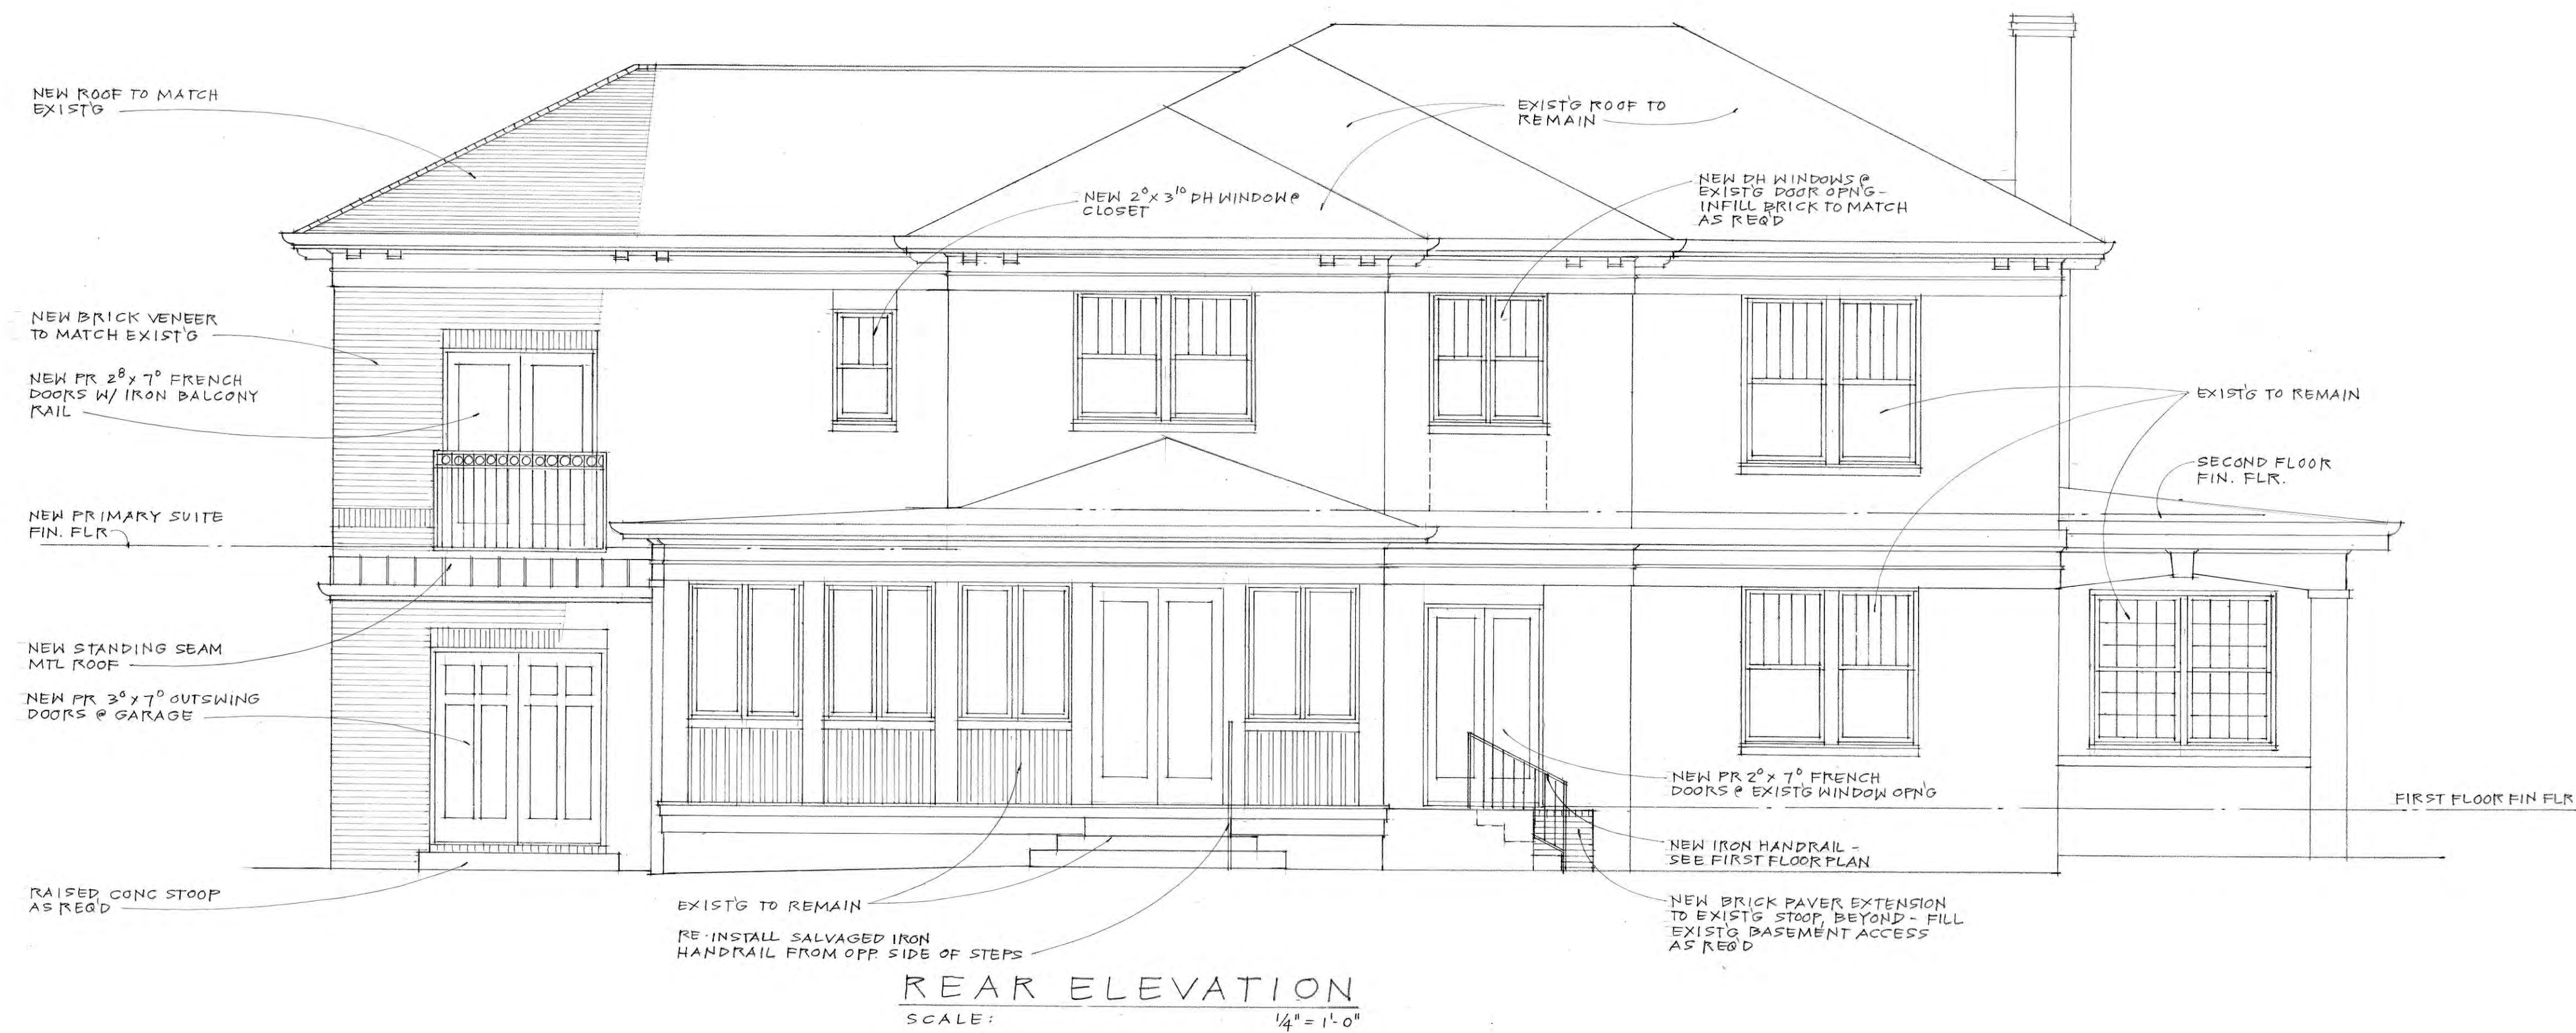 NEW ROOF TO MATCH
EXIST'G
EXIST'G ROOF TO
REMAIN
NEW 2⁰ x 3¹⁰ DH WINDOW @
CLOSET
NEW DH WINDOWS @
EXIST'G DOOR OPN'G -
INFILL BRICK TO MATCH
AS REQ'D
NEW BRICK VENEER
TO MATCH EXIST'G
NEW PR 2⁸ x 7⁰ FRENCH
DOORS W/ IRON BALCONY
RAIL
EXIST'G TO REMAIN
SECOND FLOOR
FIN. FLR.
NEW PRIMARY SUITE
FIN. FLR
NEW STANDING SEAM
MTL ROOF
NEW PR 3⁰ x 7⁰ OUTSWING
DOORS @ GARAGE
NEW PR 2⁰ x 7⁰ FRENCH
DOORS @ EXIST'G WINDOW OPN'G
FIRST FLOOR FIN FLR
NEW IRON HANDRAIL -
SEE FIRST FLOOR PLAN
RAISED CONC STOOP
AS REQ'D
EXIST'G TO REMAIN
RE-INSTALL SALVAGED IRON
HANDRAIL FROM OPP. SIDE OF STEPS
NEW BRICK PAVER EXTENSION
TO EXIST'G STOOP, BEYOND - FILL
EXIST'G BASEMENT ACCESS
AS REQ'D
REAR ELEVATION
SCALE: 1/4" = 1'-0"